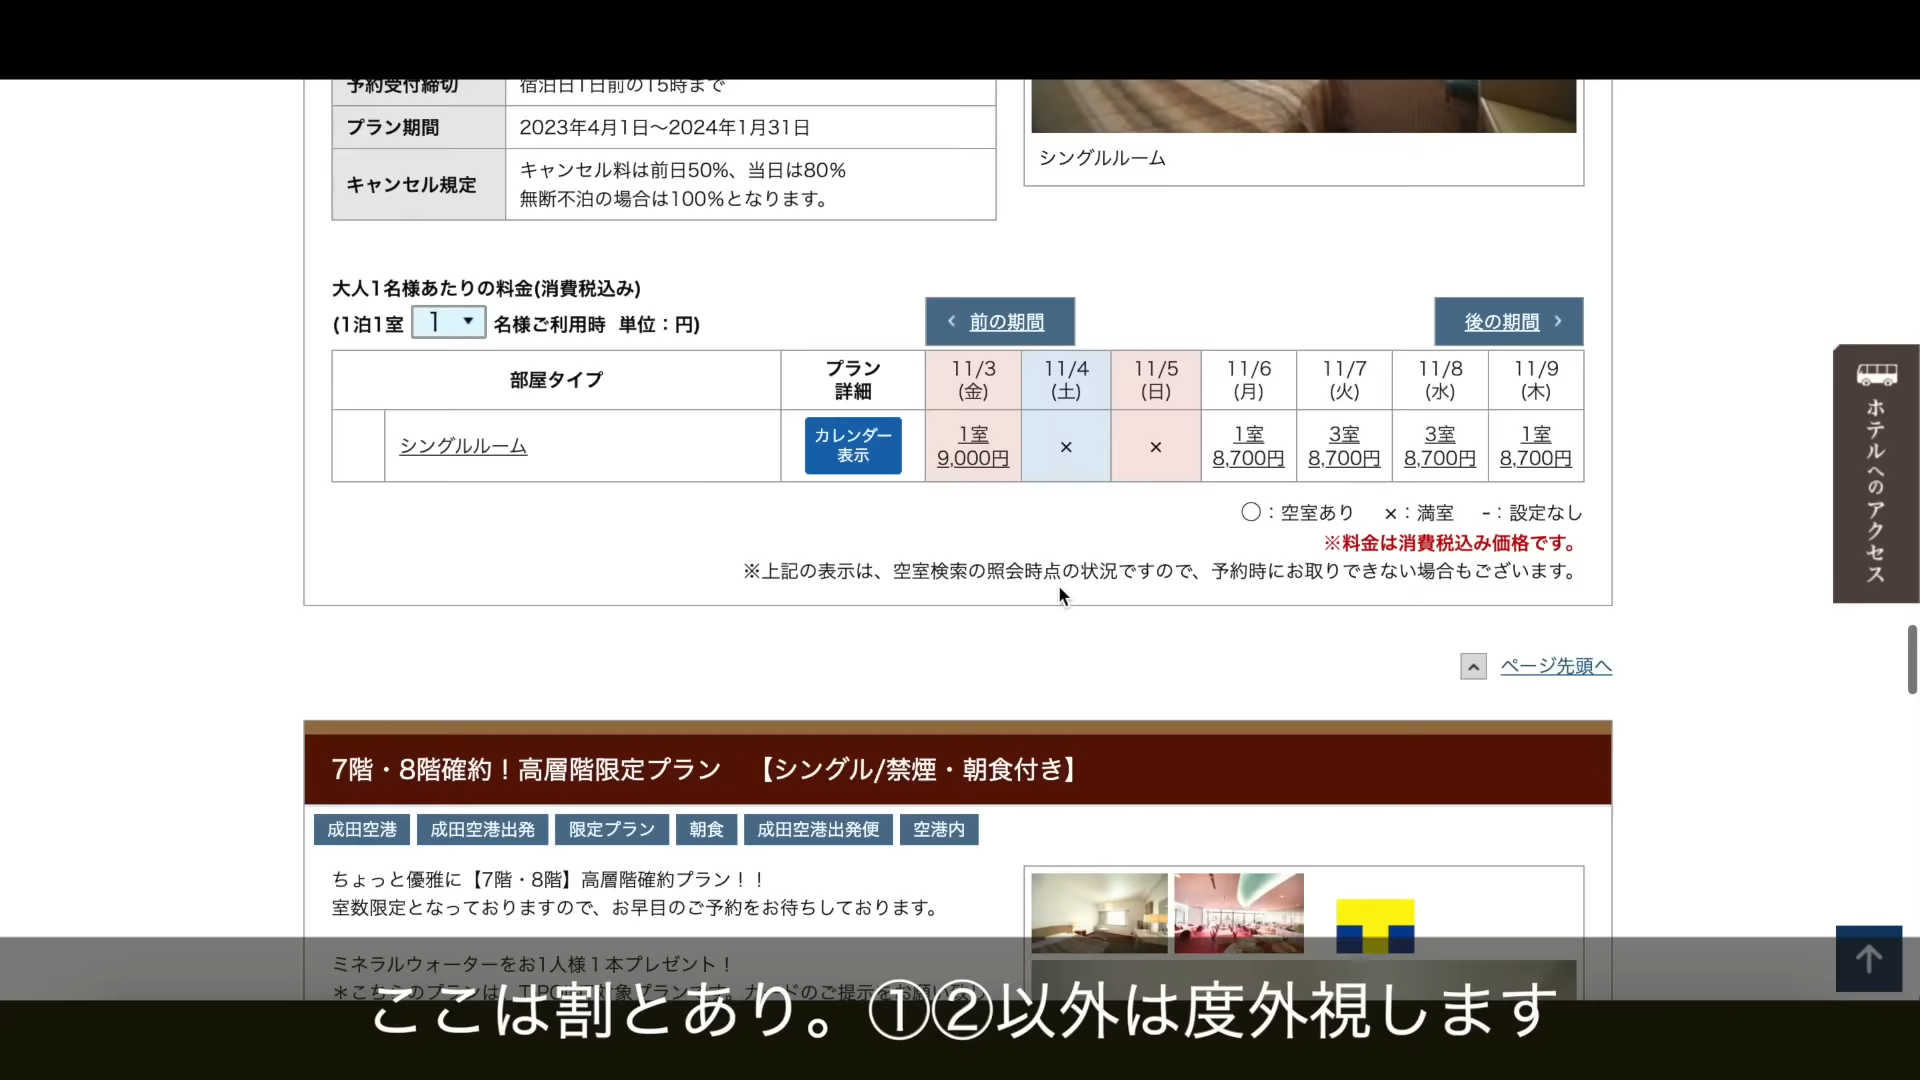 予約受付締切 宿泊日1日前の15時まで
プラン期間 2023年4月1日〜2024年1月31日
キャンセル規定 キャンセル料は前日50%、当日は80%
無断不泊の場合は100%となります。
シングルルーム
大人1名様あたりの料金(消費税込み)
(1泊1室 1 名様ご利用時 単位：円)
前の期間
後の期間
部屋タイプ プラン詳細 11/3(金) 11/4(土) 11/5(日) 11/6(月) 11/7(火) 11/8(水) 11/9(木)
シングルルーム カレンダー表示 1室 9,000円 × × 1室 8,700円 3室 8,700円 3室 8,700円 1室 8,700円
○：空室あり ×：満室 -：設定なし
※料金は消費税込み価格です。
※上記の表示は、空室検索の照会時点の状況ですので、予約時にお取りできない場合もございます。
ページ先頭へ
ホテルへのアクセス
7階・8階確約！高層階限定プラン 【シングル/禁煙・朝食付き】
成田空港 成田空港出発 限定プラン 朝食 成田空港出発便 空港内
ちょっと優雅に【7階・8階】高層階確約プラン！！
室数限定となっておりますので、お早目のご予約をお待ちしております。
ミネラルウォーターをお1人様１本プレゼント！
＊こちらのプランは、
ここは割とあり。①②以外は度外視します